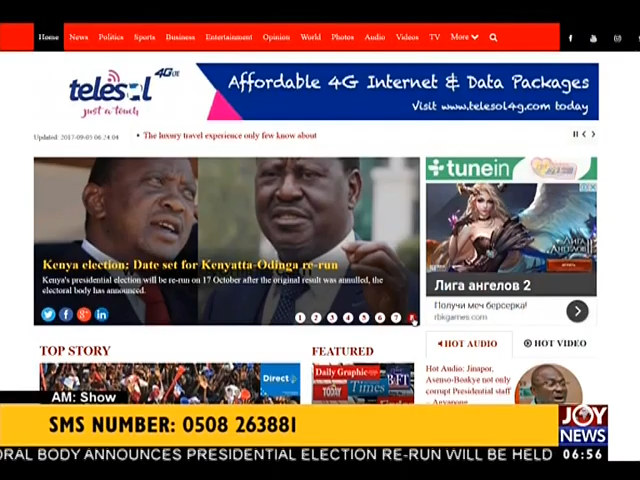 Home News Politics Sports Business Entertainment Opinion World Photos Audio Videos TV More
telesol 4G LTE
just a touch
Affordable 4G Internet & Data Packages
Visit www.telesol4g.com today
Updated: 2017-09-05 06:24:04
• The luxury travel experience only few know about
tunein
Kenya election: Date set for Kenyatta-Odinga re-run
Kenya's presidential election will be re-run on 17 October after the original result was annulled, the
electoral body has announced.
1 2 3 4 5 6 7
Лига ангелов 2
Получи меч берсерка!
rbkgames.com
HOT AUDIO HOT VIDEO
TOP STORY
FEATURED
Direct
Daily Graphic
TODAY
Times
B&FT
Hot Audio: Jinapor,
Asenso-Boakye not only
corrupt Presidential staff
- Anyenini
AM: Show
SMS NUMBER: 0508 263881
JOY
NEWS
ORAL BODY ANNOUNCES PRESIDENTIAL ELECTION RE-RUN WILL BE HELD
06:56